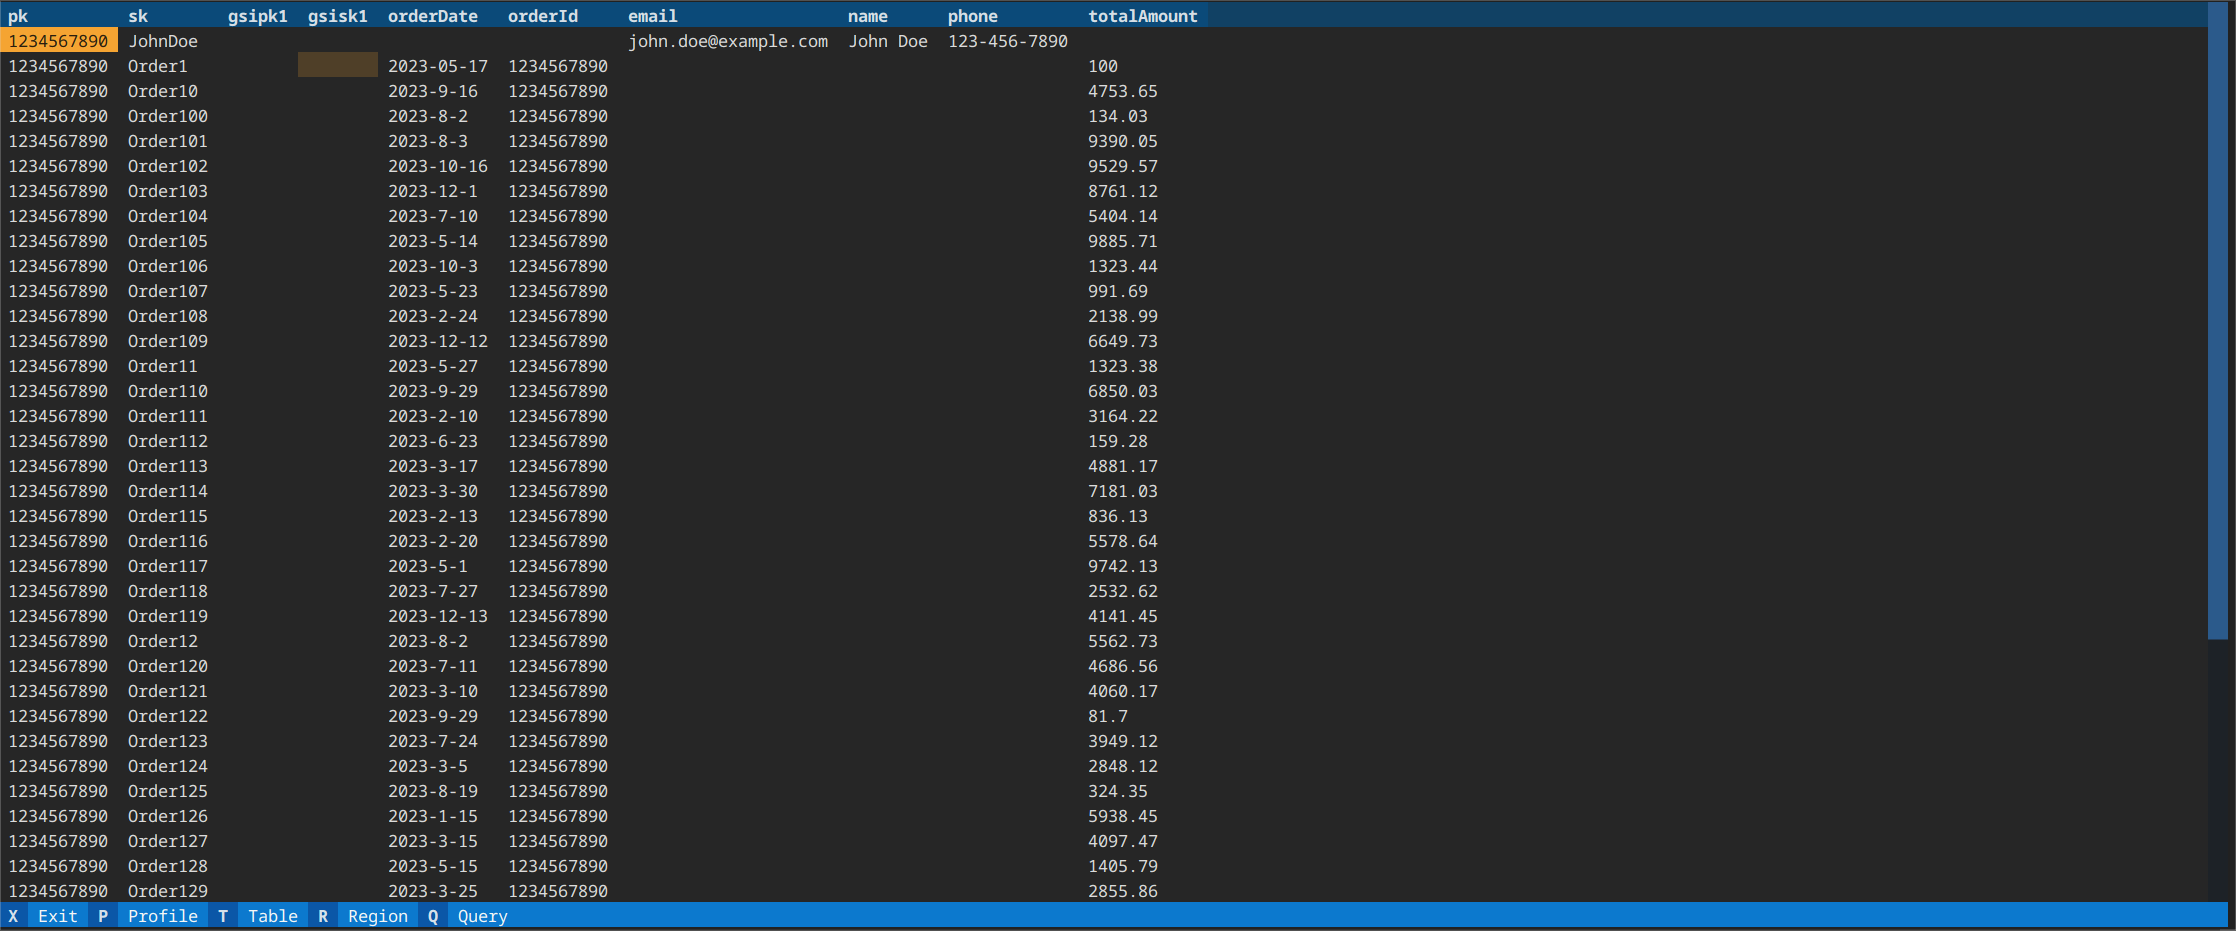 pk sk gsipk1 gsisk1 orderDate orderId email name phone totalAmount
1234567890 JohnDoe john.doe@example.com John Doe 123-456-7890
1234567890 Order1 2023-05-17 1234567890 100
1234567890 Order10 2023-9-16 1234567890 4753.65
1234567890 Order100 2023-8-2 1234567890 134.03
1234567890 Order101 2023-8-3 1234567890 9390.05
1234567890 Order102 2023-10-16 1234567890 9529.57
1234567890 Order103 2023-12-1 1234567890 8761.12
1234567890 Order104 2023-7-10 1234567890 5404.14
1234567890 Order105 2023-5-14 1234567890 9885.71
1234567890 Order106 2023-10-3 1234567890 1323.44
1234567890 Order107 2023-5-23 1234567890 991.69
1234567890 Order108 2023-2-24 1234567890 2138.99
1234567890 Order109 2023-12-12 1234567890 6649.73
1234567890 Order11 2023-5-27 1234567890 1323.38
1234567890 Order110 2023-9-29 1234567890 6850.03
1234567890 Order111 2023-2-10 1234567890 3164.22
1234567890 Order112 2023-6-23 1234567890 159.28
1234567890 Order113 2023-3-17 1234567890 4881.17
1234567890 Order114 2023-3-30 1234567890 7181.03
1234567890 Order115 2023-2-13 1234567890 836.13
1234567890 Order116 2023-2-20 1234567890 5578.64
1234567890 Order117 2023-5-1 1234567890 9742.13
1234567890 Order118 2023-7-27 1234567890 2532.62
1234567890 Order119 2023-12-13 1234567890 4141.45
1234567890 Order12 2023-8-2 1234567890 5562.73
1234567890 Order120 2023-7-11 1234567890 4686.56
1234567890 Order121 2023-3-10 1234567890 4060.17
1234567890 Order122 2023-9-29 1234567890 81.7
1234567890 Order123 2023-7-24 1234567890 3949.12
1234567890 Order124 2023-3-5 1234567890 2848.12
1234567890 Order125 2023-8-19 1234567890 324.35
1234567890 Order126 2023-1-15 1234567890 5938.45
1234567890 Order127 2023-3-15 1234567890 4097.47
1234567890 Order128 2023-5-15 1234567890 1405.79
1234567890 Order129 2023-3-25 1234567890 2855.86
X Exit P Profile T Table R Region Q Query